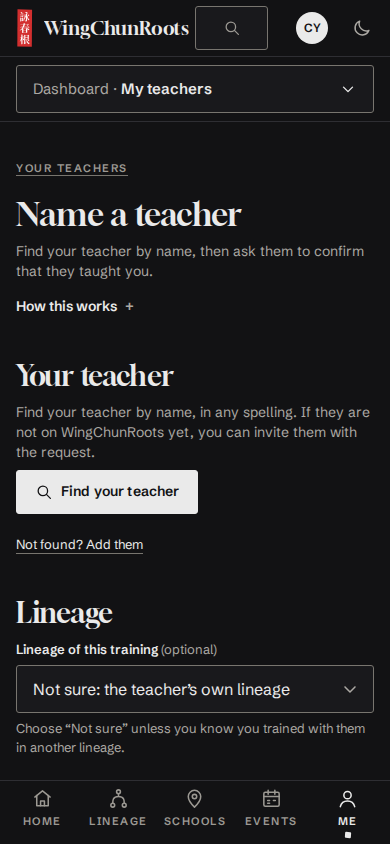 詠春根
WingChunRoots
CY
Dashboard · My teachers
YOUR TEACHERS
Name a teacher
Find your teacher by name, then ask them to confirm
that they taught you.
How this works +
Your teacher
Find your teacher by name, in any spelling. If they are
not on WingChunRoots yet, you can invite them with
the request.
Find your teacher
Not found? Add them
Lineage
Lineage of this training (optional)
Not sure: the teacher’s own lineage
Choose “Not sure” unless you know you trained with them
in another lineage.
HOME LINEAGE SCHOOLS EVENTS ME